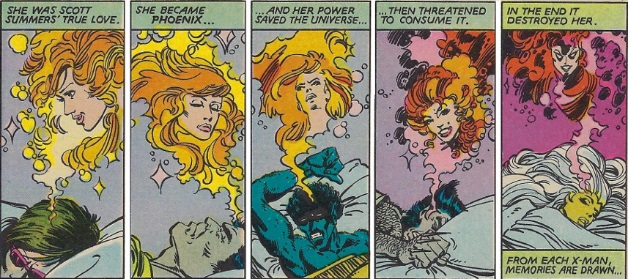 SHE WAS SCOTT
SUMMERS' TRUE LOVE.
SHE BECAME
PHOENIX...
...AND HER POWER
SAVED THE UNIVERSE...
...THEN THREATENED
TO CONSUME IT.
IN THE END IT
DESTROYED HER.
FROM EACH X-MAN,
MEMORIES ARE DRAWN...